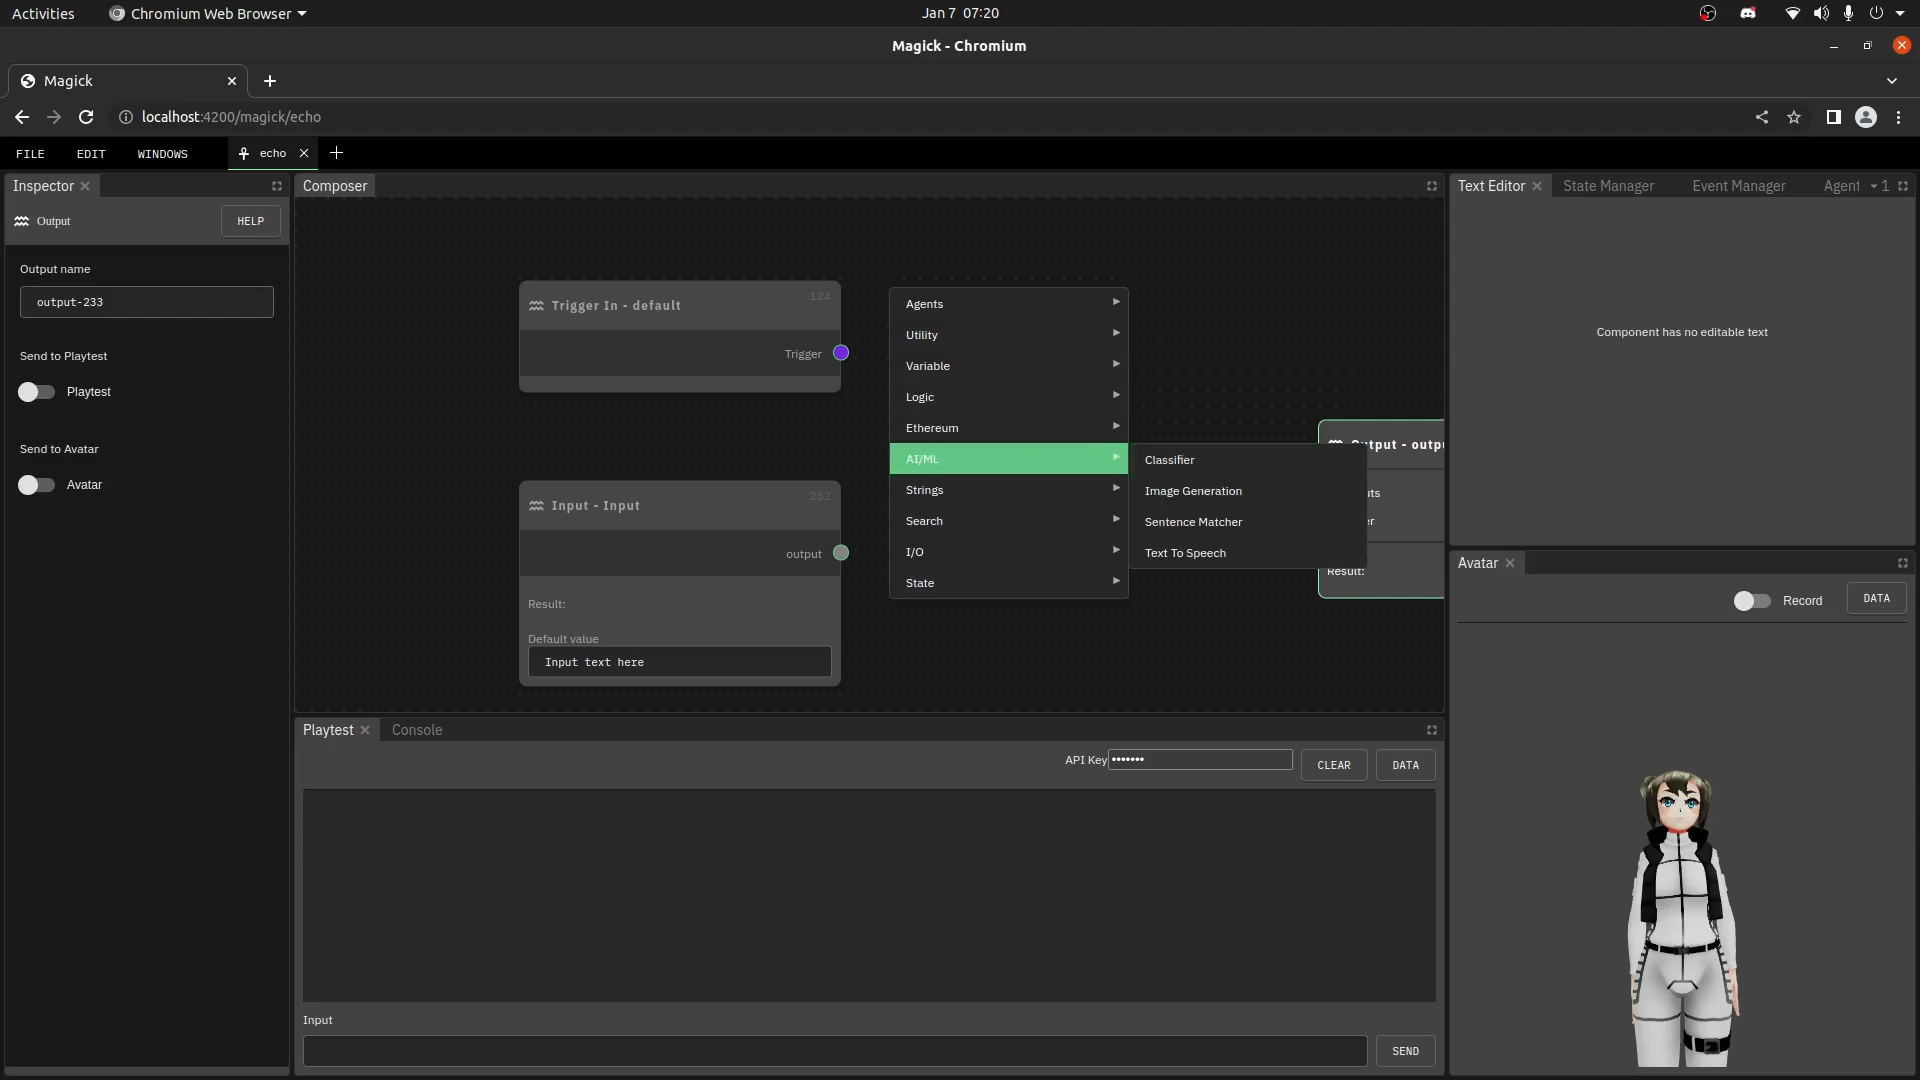 Activities
Chromium Web Browser
Jan 7 07:20
Magick - Chromium
Magick
localhost:4200/magick/echo
FILE
EDIT
WINDOWS
echo
Inspector
Output
HELP
Output name
output-233
Send to Playtest
Playtest
Send to Avatar
Avatar
Composer
Trigger In - default
124
Trigger
Input - Input
232
output
Result:
Default value
Input text here
Agents
Utility
Variable
Logic
Ethereum
AI/ML
Strings
Search
I/O
State
Classifier
Image Generation
Sentence Matcher
Text To Speech
Output - outpu
Result:
Playtest
Console
API Key
•••••••
CLEAR
DATA
Input
SEND
Text Editor
State Manager
Event Manager
Agent
1
Component has no editable text
Avatar
Record
DATA